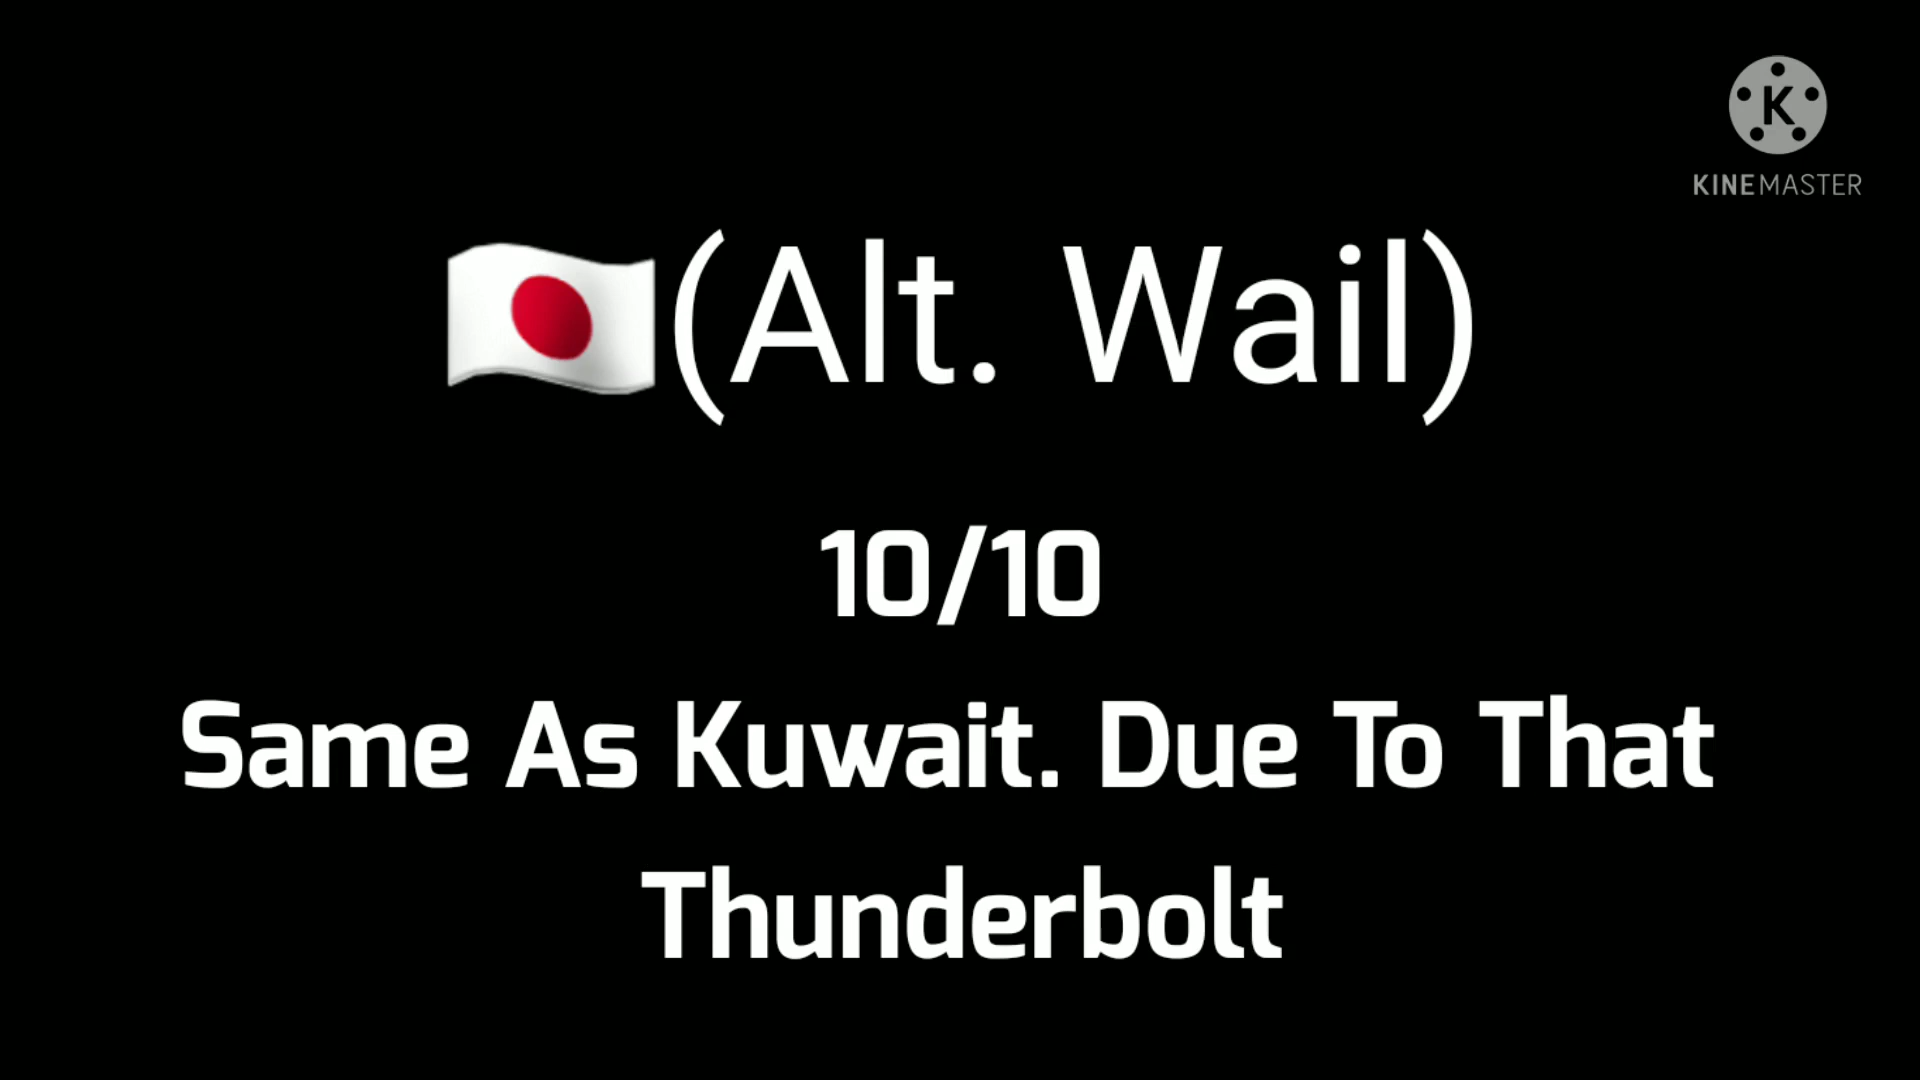 K
KINEMASTER
🇯🇵(Alt. Wail)
10/10
Same As Kuwait. Due To That
Thunderbolt